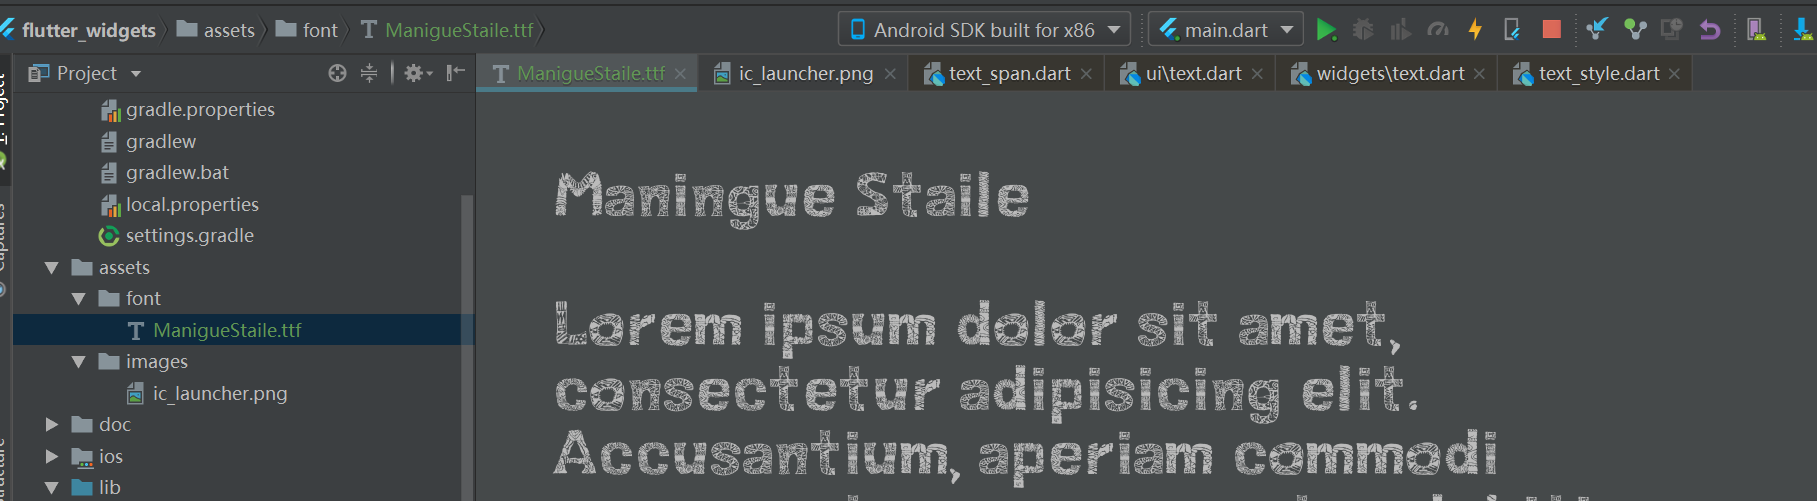 flutter_widgets assets font ManigueStaile.ttf Android SDK built for x86 main.dart
Project ManigueStaile.ttf ic_launcher.png text_span.dart ui\text.dart widgets\text.dart text_style.dart
1: Project
gradle.properties
gradlew
gradlew.bat
local.properties
settings.gradle
Captures
assets
font
ManigueStaile.ttf
images
ic_launcher.png
doc
ios
lib
Maningue Staile
Lorem ipsum dolor sit amet,
consectetur adipisicing elit.
Accusantium, aperiam commodi